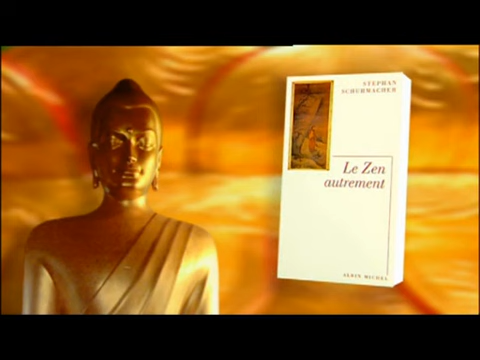 STEPHAN
SCHUHMACHER
Le Zen
autrement
ALBIN MICHEL